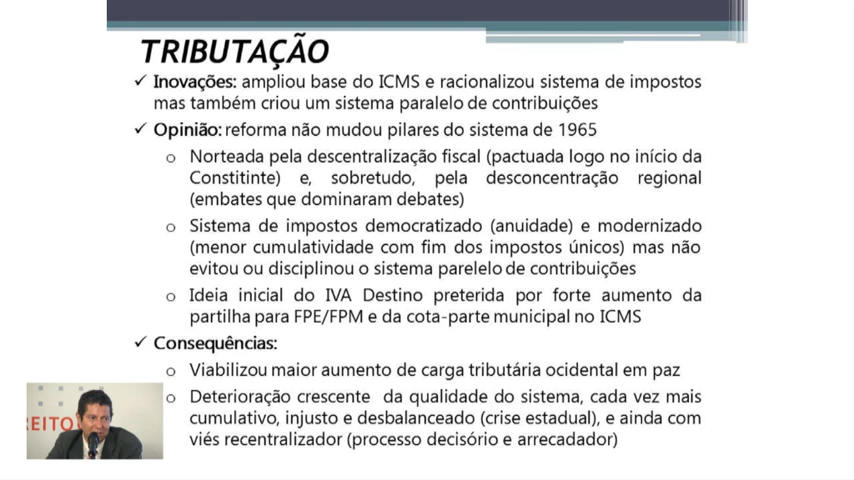 TRIBUTAÇÃO
✓ Inovações: ampliou base do ICMS e racionalizou sistema de impostos
mas também criou um sistema paralelo de contribuições
✓ Opinião: reforma não mudou pilares do sistema de 1965
o Norteada pela descentralização fiscal (pactuada logo no início da
Constitinte) e, sobretudo, pela desconcentração regional
(embates que dominaram debates)
o Sistema de impostos democratizado (anuidade) e modernizado
(menor cumulatividade com fim dos impostos únicos) mas não
evitou ou disciplinou o sistema parelelo de contribuições
o Ideia inicial do IVA Destino preterida por forte aumento da
partilha para FPE/FPM e da cota-parte municipal no ICMS
✓ Consequências:
o Viabilizou maior aumento de carga tributária ocidental em paz
o Deterioração crescente da qualidade do sistema, cada vez mais
cumulativo, injusto e desbalanceado (crise estadual), e ainda com
viés recentralizador (processo decisório e arrecadador)
REITO